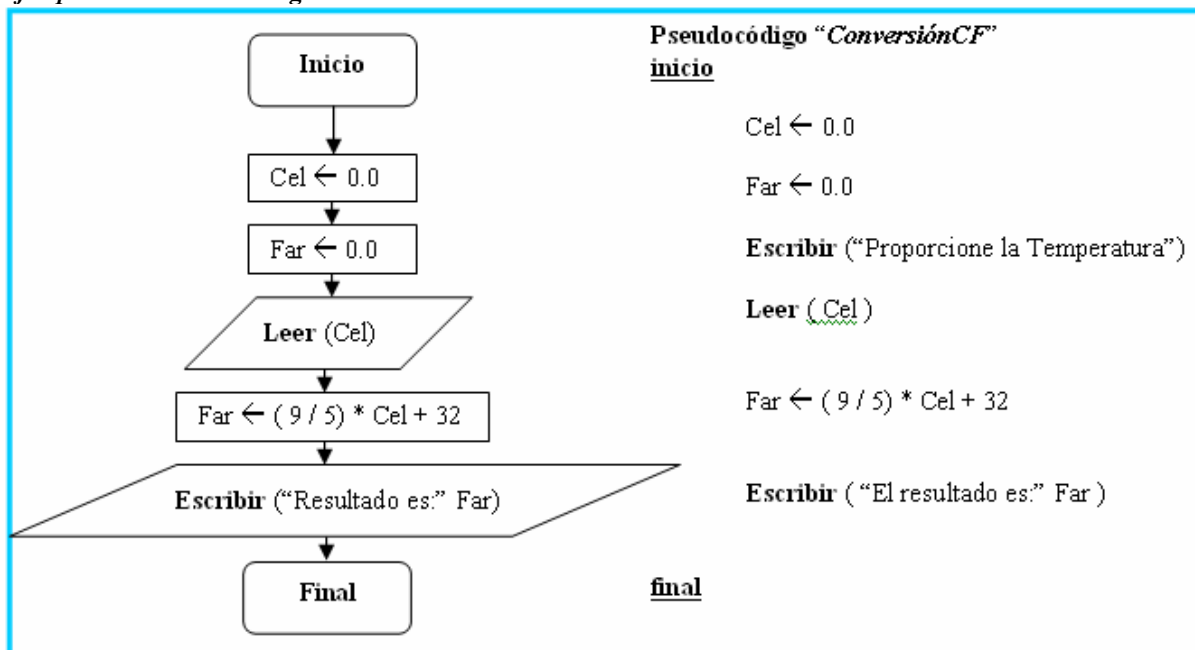 Inicio
Cel ← 0.0
Far ← 0.0
Leer (Cel)
Far ← ( 9 / 5) * Cel + 32
Escribir (“Resultado es:” Far)
Final
Pseudocódigo “ConversiónCF”
inicio
Cel ← 0.0
Far ← 0.0
Escribir (“Proporcione la Temperatura”)
Leer ( Cel )
Far ← ( 9 / 5) * Cel + 32
Escribir ( “El resultado es:” Far )
final